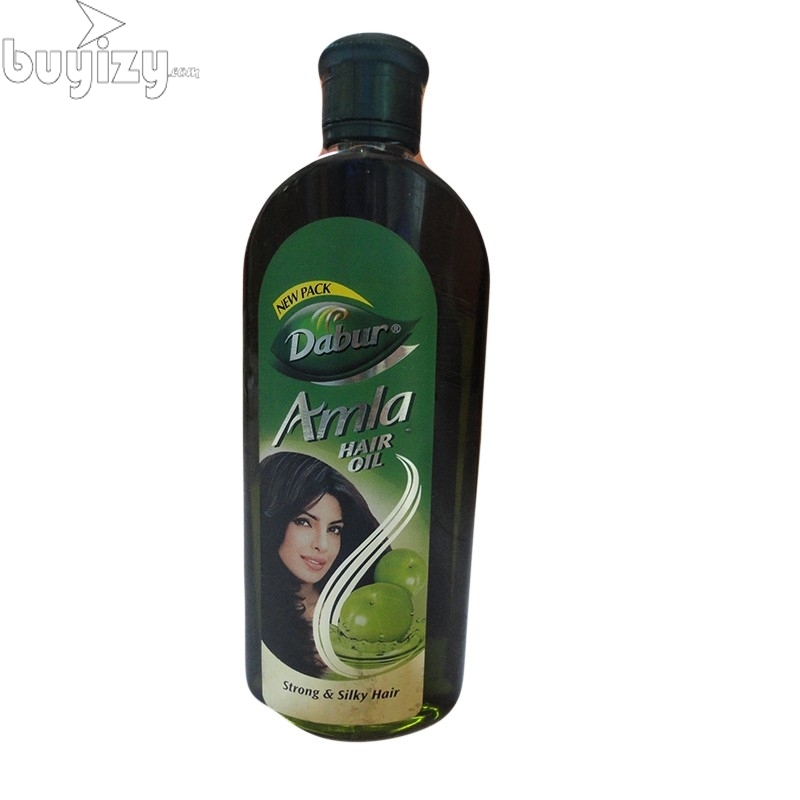 buyizy.com
NEW PACK
Dabur®
Amla
HAIR
OIL
Strong & Silky Hair